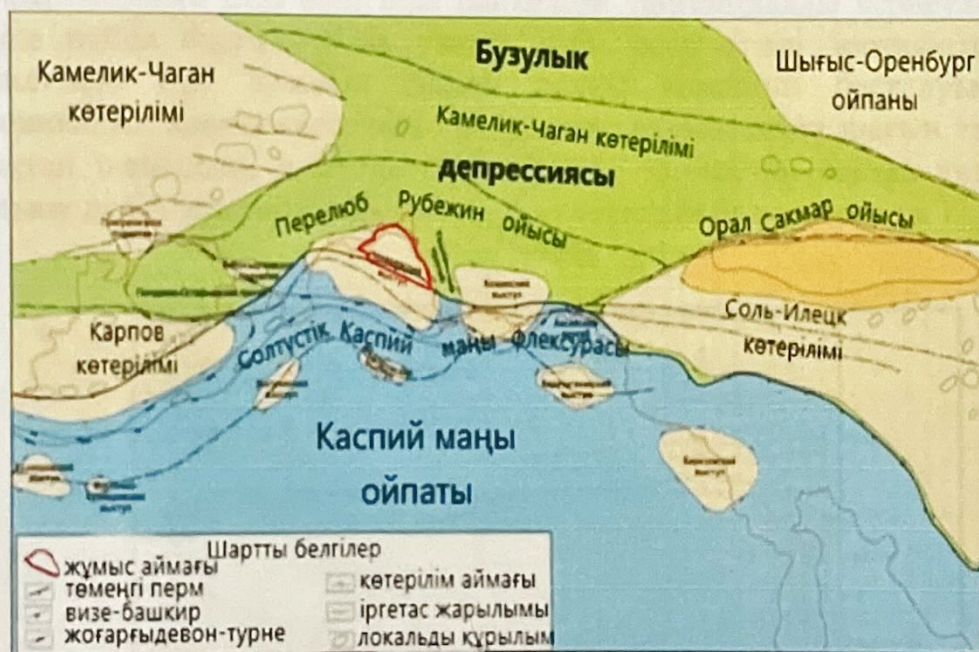 Бузулык
Камелик-Чаган
көтерілімі
Шығыс-Оренбург
ойпаны
Камелик-Чаган көтерілімі
депрессиясы
Перелюб Рубежин ойысы
Орал Сакмар ойысы
Карпов
көтерілімі
Солтүстік Каспий маңы флексурасы
Соль-Илецк
көтерілімі
Каспий маңы
ойпаты
Шартты белгілер
жұмыс аймағы
төменгі перм
визе-башкир
жоғарғыдевон-турне
көтерілім аймағы
іргетас жарылымы
локальды құрылым